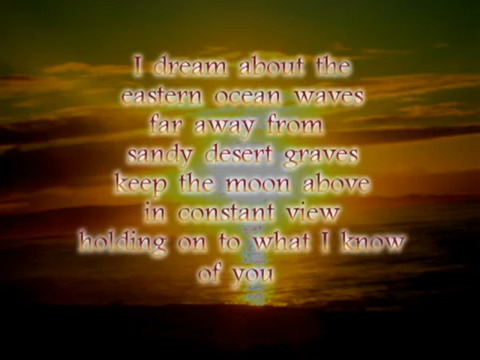 I dream about the
eastern ocean waves
far away from
sandy desert graves
keep the moon above
in constant view
holding on to what I know
of you